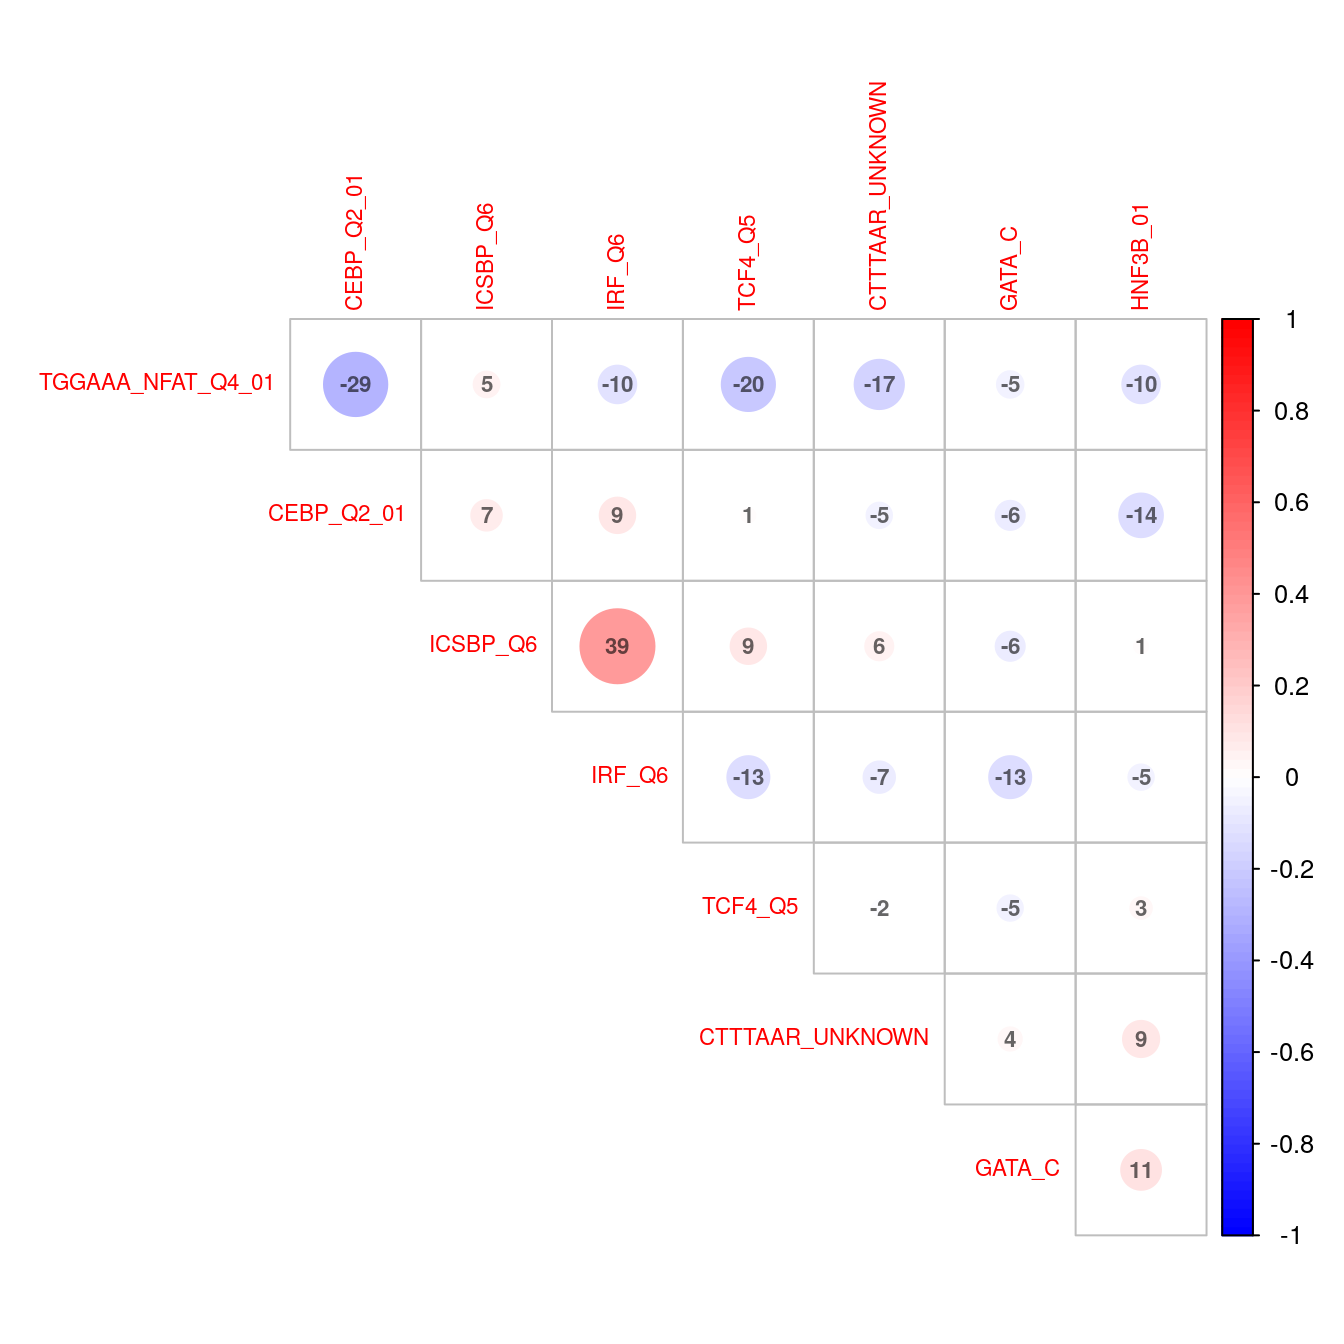 CEBP_Q2_01
ICSBP_Q6
IRF_Q6
TCF4_Q5
CTTTAAR_UNKNOWN
GATA_C
HNF3B_01
TGGAAA_NFAT_Q4_01 -29 5 -10 -20 -17 -5 -10
CEBP_Q2_01 7 9 1 -5 -6 -14
ICSBP_Q6 39 9 6 -6 1
IRF_Q6 -13 -7 -13 -5
TCF4_Q5 -2 -5 3
CTTTAAR_UNKNOWN 4 9
GATA_C 11
1
0.8
0.6
0.4
0.2
0
-0.2
-0.4
-0.6
-0.8
-1